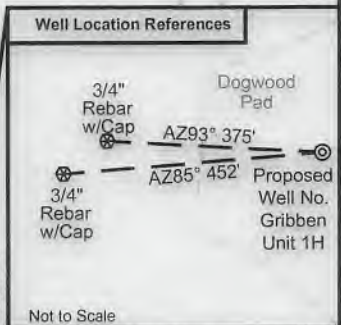 Well Location References
3/4"
Rebar
w/Cap
Dogwood
Pad
AZ93° 375'
AZ85° 452'
3/4"
Rebar
w/Cap
Proposed
Well No.
Gribben
Unit 1H
Not to Scale